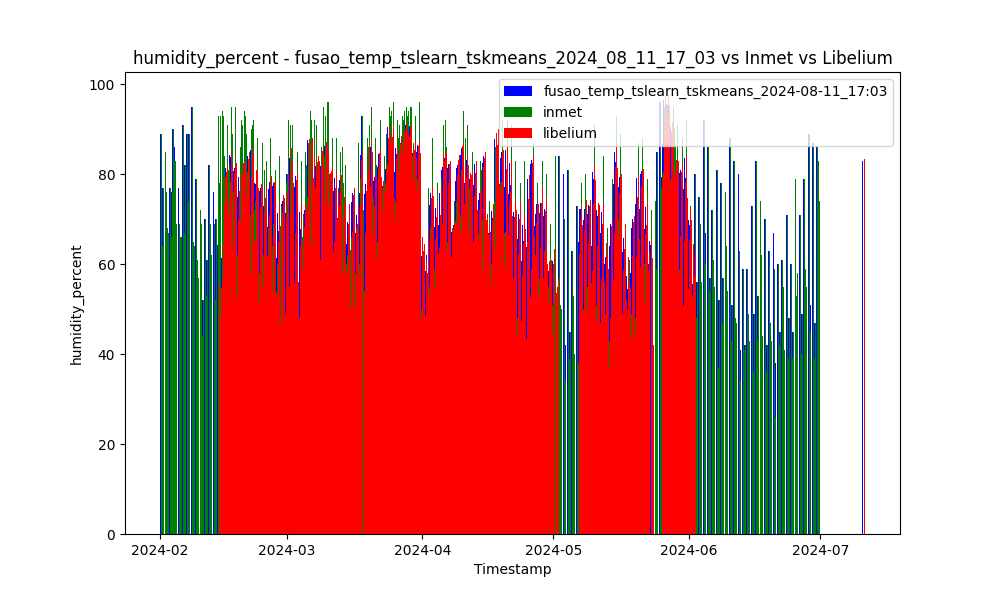 humidity_percent - fusao_temp_tslearn_tskmeans_2024_08_11_17_03 vs Inmet vs Libelium
fusao_temp_tslearn_tskmeans_2024-08-11_17:03
inmet
libelium
100
80
60
40
20
0
humidity_percent
2024-02 2024-03 2024-04 2024-05 2024-06 2024-07
Timestamp